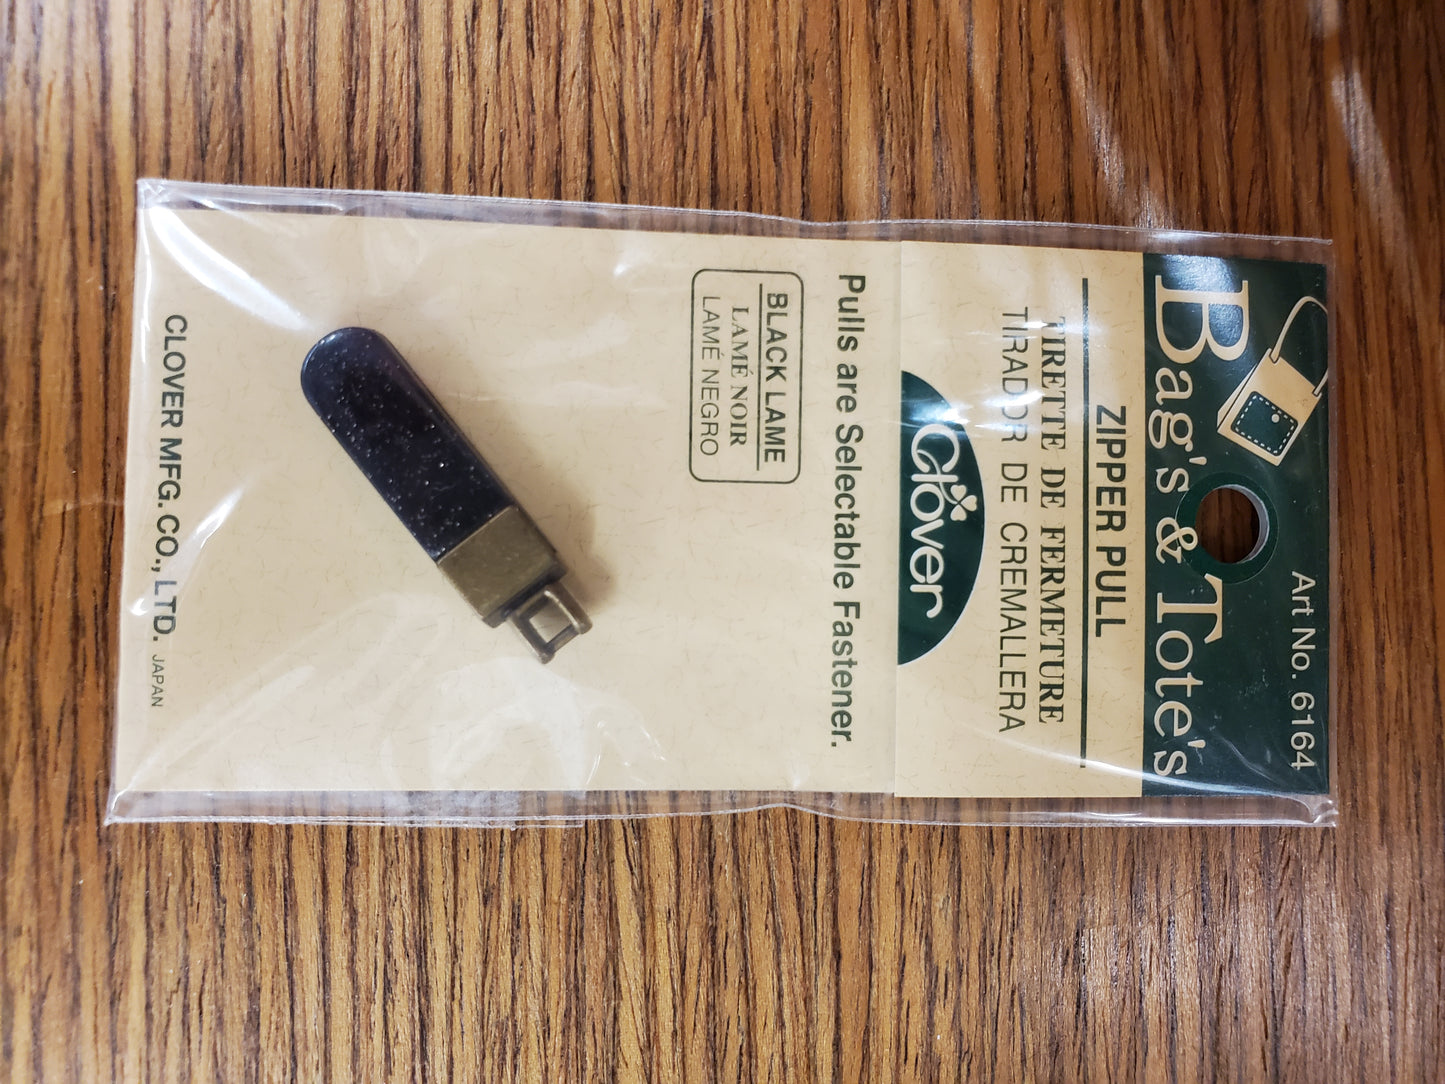 Art No. 6164
Bag's & Tote's
ZIPPER PULL
TIRETTE DE FERMETURE
TIRADOR DE CREMALLERA
Clover
Pulls are Selectable Fastener.
BLACK LAME
LAMÉ NOIR
LAMÉ NEGRO
CLOVER MFG. CO., LTD. JAPAN